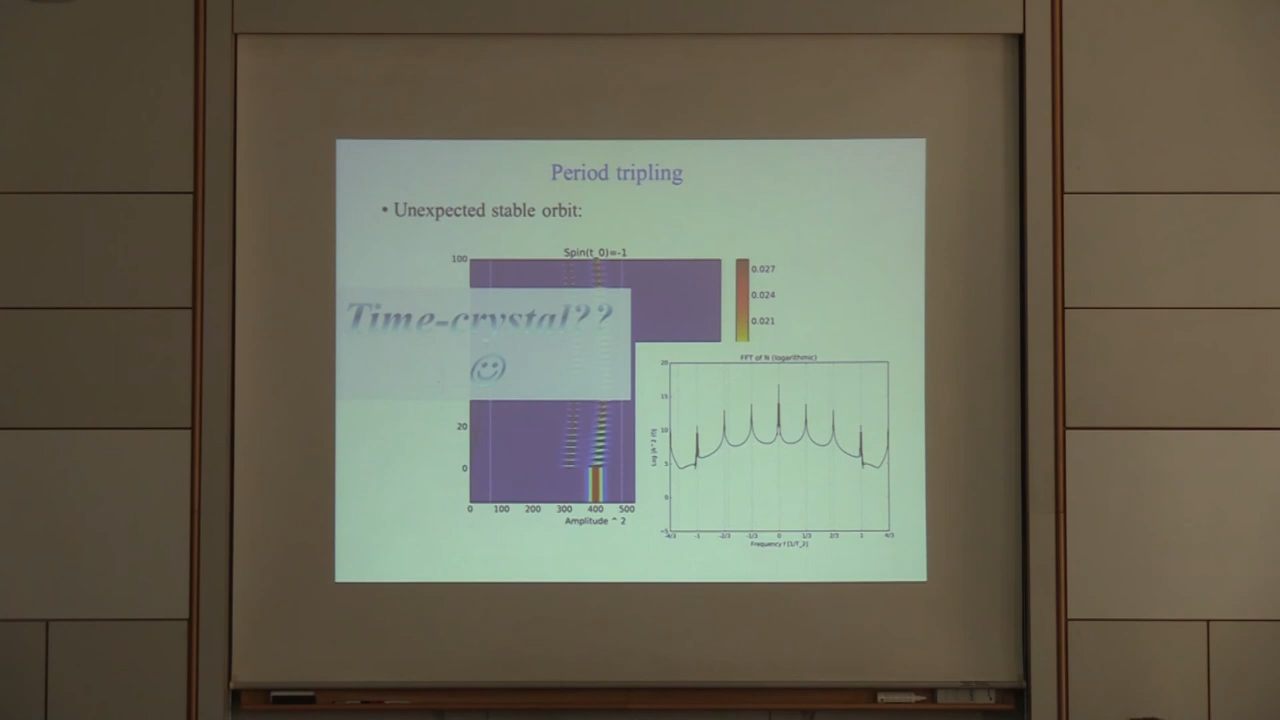 Period tripling
• Unexpected stable orbit:
Spin(t_0)=-1
100
0.027
0.024
0.021
Time-crystal??
20
0
0 100 200 300 400 500
Amplitude ^ 2
FFT of N (logarithmic)
20
15
10
5
0
-5
-4/3 -1 -2/3 -1/3 0 1/3 2/3 1 4/3
Frequency f [1/T_2]